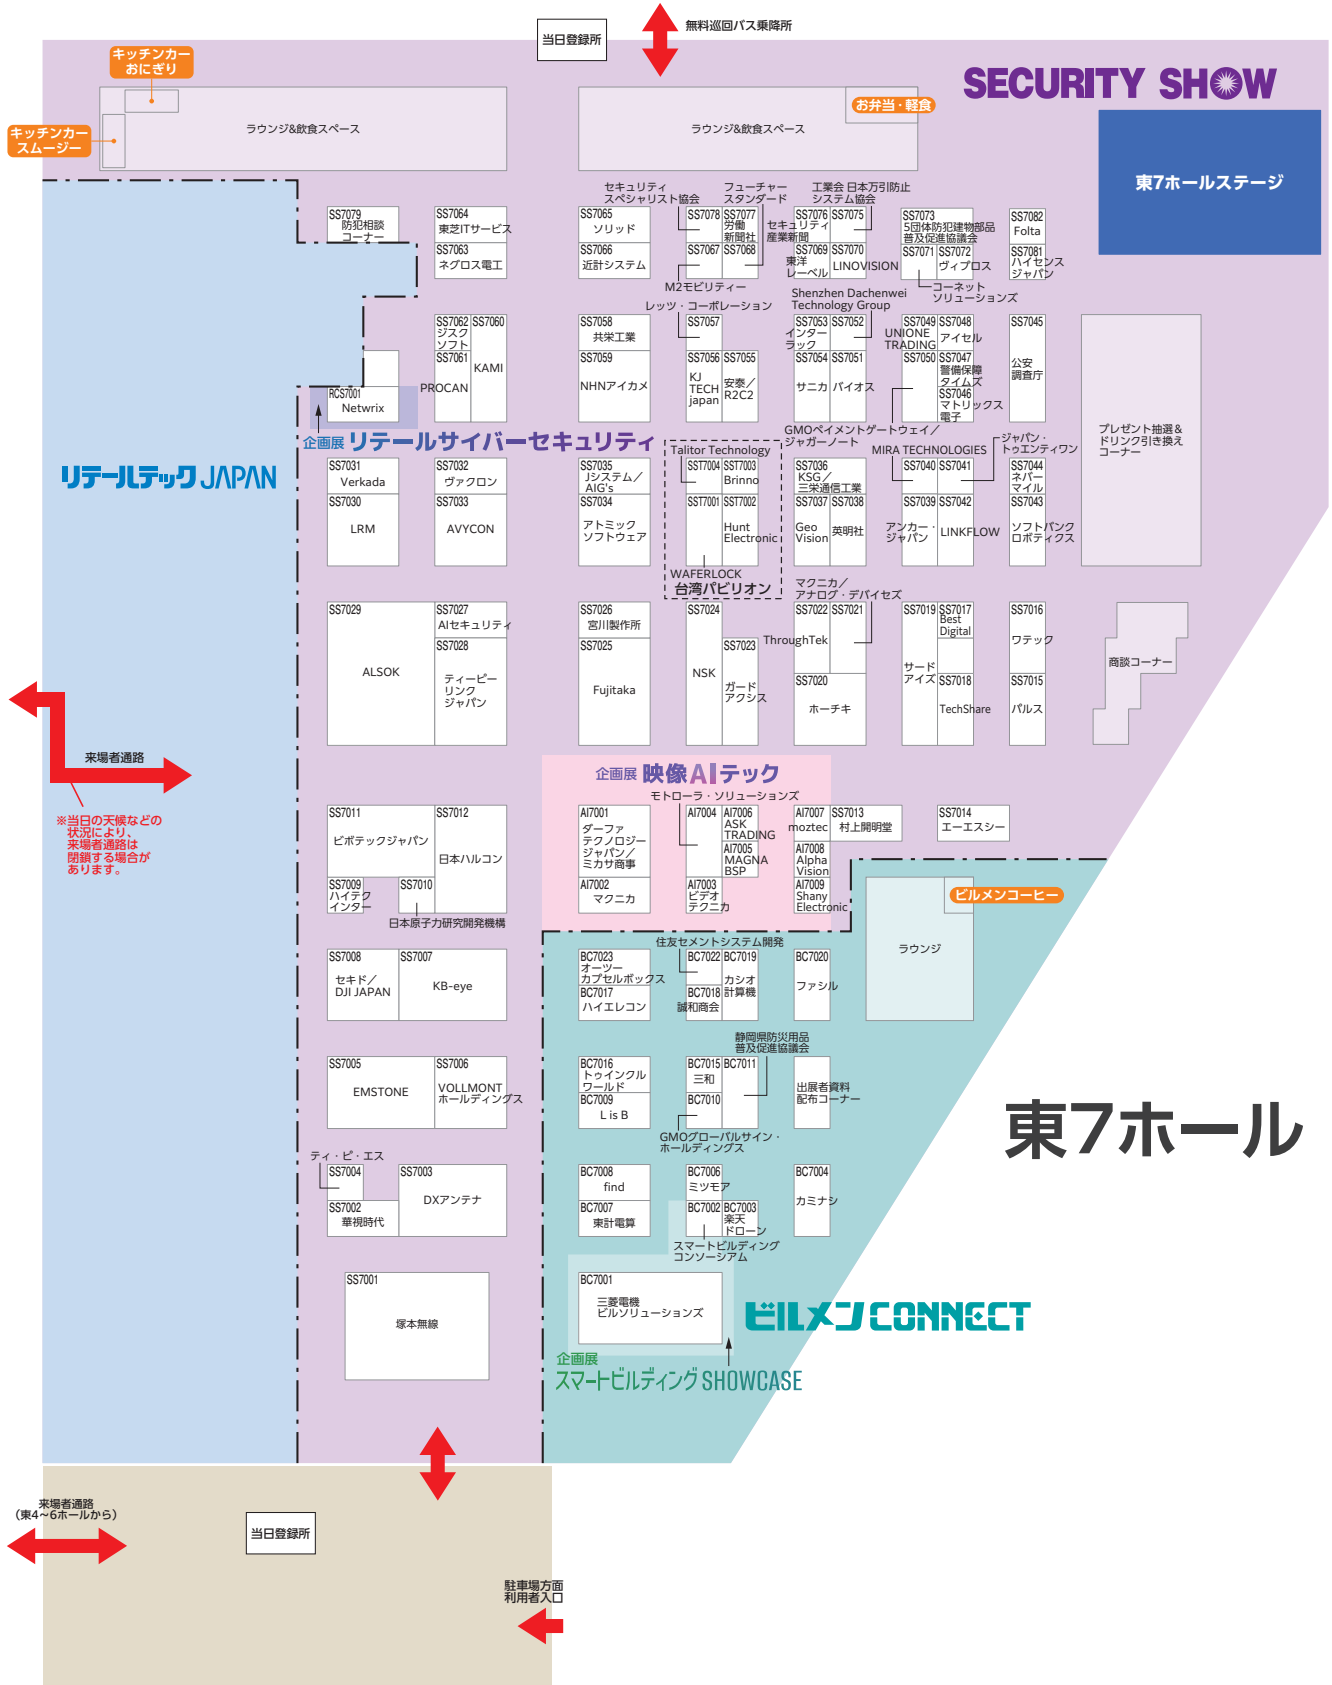 当日登録所
無料巡回バス乗降所
キッチンカー
おにぎり
キッチンカー
スムージー
ラウンジ&飲食スペース
ラウンジ&飲食スペース
お弁当・軽食
SECURITY SHOW
東7ホールステージ
セキュリティ
スペシャリスト協会
フューチャー
スタンダード
工業会 日本万引防止
システム協会
SS7079
防犯相談
コーナー
SS7064
東芝ITサービス
SS7063
ネグロス電工
SS7065
ソリッド
SS7066
近計システム
SS7078
SS7077
労働
新聞社
SS7067
SS7068
M2モビリティー
セキュリティ
産業新聞
SS7076
SS7075
SS7069
東洋
レーベル
SS7070
LINOVISION
SS7073
5団体防犯建物部品
普及促進協議会
SS7071
SS7072
ヴィプロス
コーネット
ソリューションズ
SS7082
Folta
SS7081
ハイセンス
ジャパン
レッツ・コーポレーション
Shenzhen Dachenwei
Technology Group
SS7062
ジスク
ソフト
SS7060
KAMI
SS7061
PROCAN
SS7058
共栄工業
SS7059
NHNアイカメ
SS7057
SS7056
KJ
TECH
japan
SS7055
安泰／
R2C2
SS7053
インター
ラック
SS7052
SS7054
サニカ
SS7051
バイオス
SS7049
UNIONE
TRADING
SS7048
アイセル
SS7050
SS7047
警備保障
タイムズ
SS7046
マトリックス
電子
SS7045
公安
調査庁
プレゼント抽選&
ドリンク引き換え
コーナー
RCS7001
Netwrix
企画展 リテールサイバーセキュリティ
GMOペイメントゲートウェイ／
ジャガーノート
MIRA TECHNOLOGIES
ジャパン・
トゥエンティワン
リテールテックJAPAN
SS7031
Verkada
SS7030
LRM
SS7032
ヴァクロン
SS7033
AVYCON
SS7035
Jシステム／
AIG's
SS7034
アトミック
ソフトウェア
Talitor Technology
SST7004
SST7003
Brinno
SST7001
SST7002
Hunt
Electronic
WAFERLOCK
台湾パビリオン
SS7036
KSG／
三栄通信工業
SS7037
Geo
Vision
SS7038
英明社
SS7040
SS7041
SS7039
アンカー・
ジャパン
SS7042
LINKFLOW
SS7044
ネバー
マイル
SS7043
ソフトバンク
ロボティクス
マクニカ／
アナログ・デバイセズ
SS7029
ALSOK
SS7027
AIセキュリティ
SS7028
ティーピー
リンク
ジャパン
SS7026
宮川製作所
SS7025
Fujitaka
SS7024
NSK
SS7023
ガード
アクシス
SS7022
ThroughTek
SS7021
SS7020
ホーチキ
SS7019
サード
アイズ
SS7017
Best
Digital
SS7018
TechShare
SS7016
ワテック
SS7015
パルス
商談コーナー
来場者通路
※当日の天候などの
状況により、
来場者通路は
閉鎖する場合が
あります。
企画展 映像AIテック
モトローラ・ソリューションズ
SS7011
ビボテックジャパン
SS7012
日本ハルコン
SS7009
ハイテク
インター
SS7010
日本原子力研究開発機構
AI7001
ダーファ
テクノロジー
ジャパン／
ミカサ商事
AI7002
マクニカ
AI7004
AI7006
ASK
TRADING
AI7005
MAGNA
BSP
AI7003
ビデオ
テクニカ
AI7007
moztec
AI7008
Alpha
Vision
AI7009
Shany
Electronic
SS7013
村上開明堂
SS7014
エーエスシー
ビルメンコーヒー
ラウンジ
住友セメントシステム開発
SS7008
セキド／
DJI JAPAN
SS7007
KB-eye
BC7023
オーツー
カプセルボックス
BC7017
ハイエレコン
BC7022
BC7019
カシオ
計算機
BC7018
誠和商会
BC7020
ファシル
静岡県防災用品
普及促進協議会
SS7005
EMSTONE
SS7006
VOLLMONT
ホールディングス
BC7016
トゥインクル
ワールド
BC7009
L is B
BC7015
三和
BC7011
BC7010
GMOグローバルサイン・
ホールディングス
出展者資料
配布コーナー
東7ホール
ティ・ピ・エス
SS7004
SS7003
DXアンテナ
SS7002
華視時代
BC7008
find
BC7007
東計電算
BC7006
ミツモア
BC7002
BC7003
楽天
ドローン
スマートビルディング
コンソーシアム
BC7004
カミナシ
SS7001
塚本無線
BC7001
三菱電機
ビルソリューションズ
ビルメンCONNECT
企画展
スマートビルディングSHOWCASE
来場者通路
（東4～6ホールから）
当日登録所
駐車場方面
利用者入口